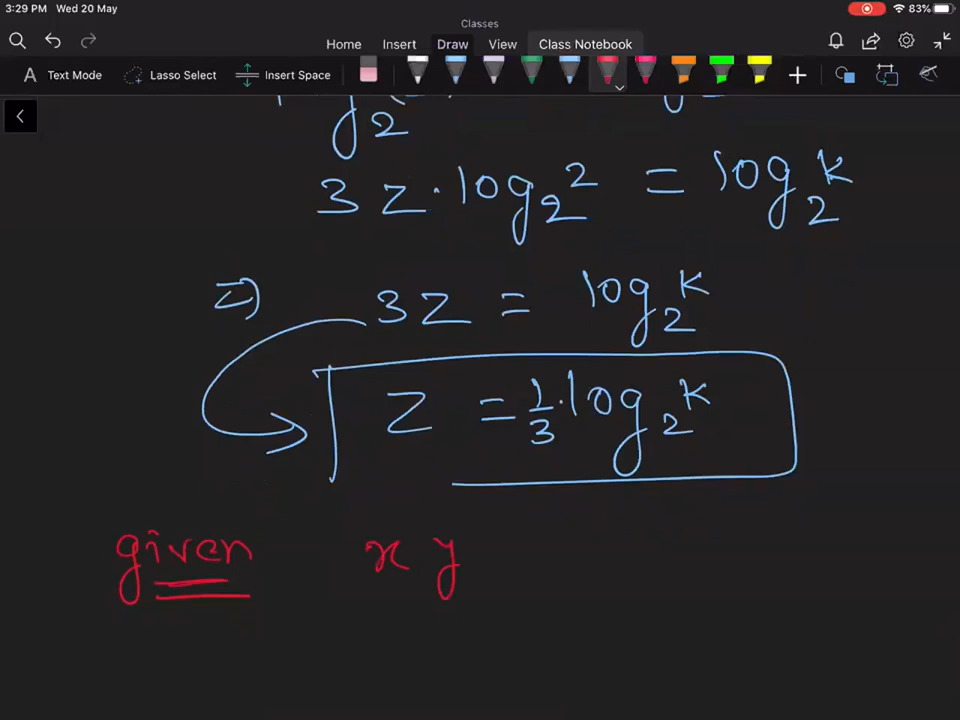 3:29 PM Wed 20 May
83%
Classes
Home Insert Draw View Class Notebook
Text Mode Lasso Select Insert Space
3z · log₂2 = log₂k
=> 3z = log₂k
z = 1/3 · log₂k
given x y